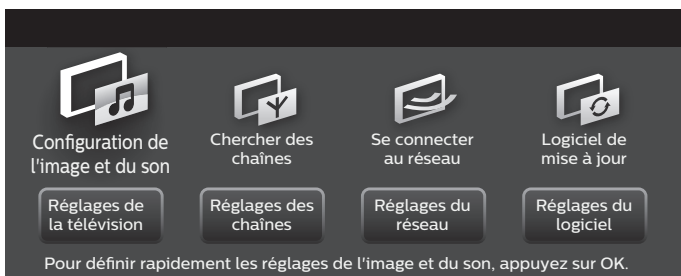 Configuration de
l'image et du son
Chercher des
chaînes
Se connecter
au réseau
Logiciel de
mise à jour
Réglages de
la télévision
Réglages des
chaînes
Réglages du
réseau
Réglages du
logiciel
Pour définir rapidement les réglages de l'image et du son, appuyez sur OK.